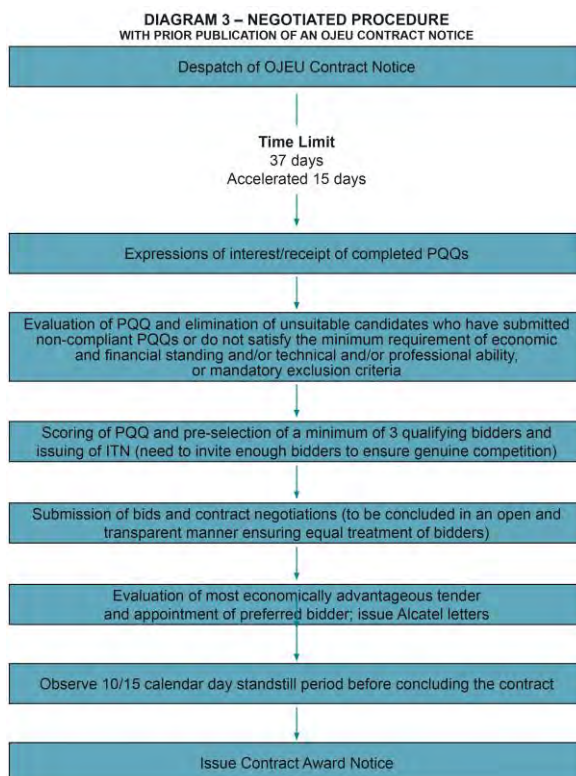 DIAGRAM 3 – NEGOTIATED PROCEDURE
WITH PRIOR PUBLICATION OF AN OJEU CONTRACT NOTICE
Despatch of OJEU Contract Notice
Time Limit
37 days
Accelerated 15 days
Expressions of interest/receipt of completed PQQs
Evaluation of PQQ and elimination of unsuitable candidates who have submitted
non-compliant PQQs or do not satisfy the minimum requirement of economic
and financial standing and/or technical and/or professional ability,
or mandatory exclusion criteria
Scoring of PQQ and pre-selection of a minimum of 3 qualifying bidders and
issuing of ITN (need to invite enough bidders to ensure genuine competition)
Submission of bids and contract negotiations (to be concluded in an open and
transparent manner ensuring equal treatment of bidders)
Evaluation of most economically advantageous tender
and appointment of preferred bidder; issue Alcatel letters
Observe 10/15 calendar day standstill period before concluding the contract
Issue Contract Award Notice